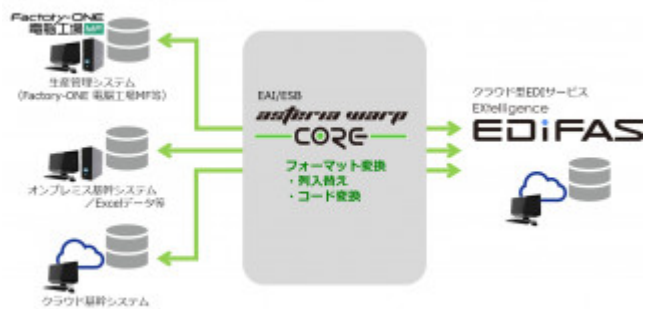 Factory-ONE
電脳工場MF
生産管理システム
(Factory-ONE 電脳工場MF等)
オンプレミス基幹システム
/Excelデータ等
クラウド基幹システム
EAI/ESB
asteria warp
CORE
フォーマット変換
・列入替え
・コード変換
クラウド型EDIサービス
EXtelligence
EDIFAS